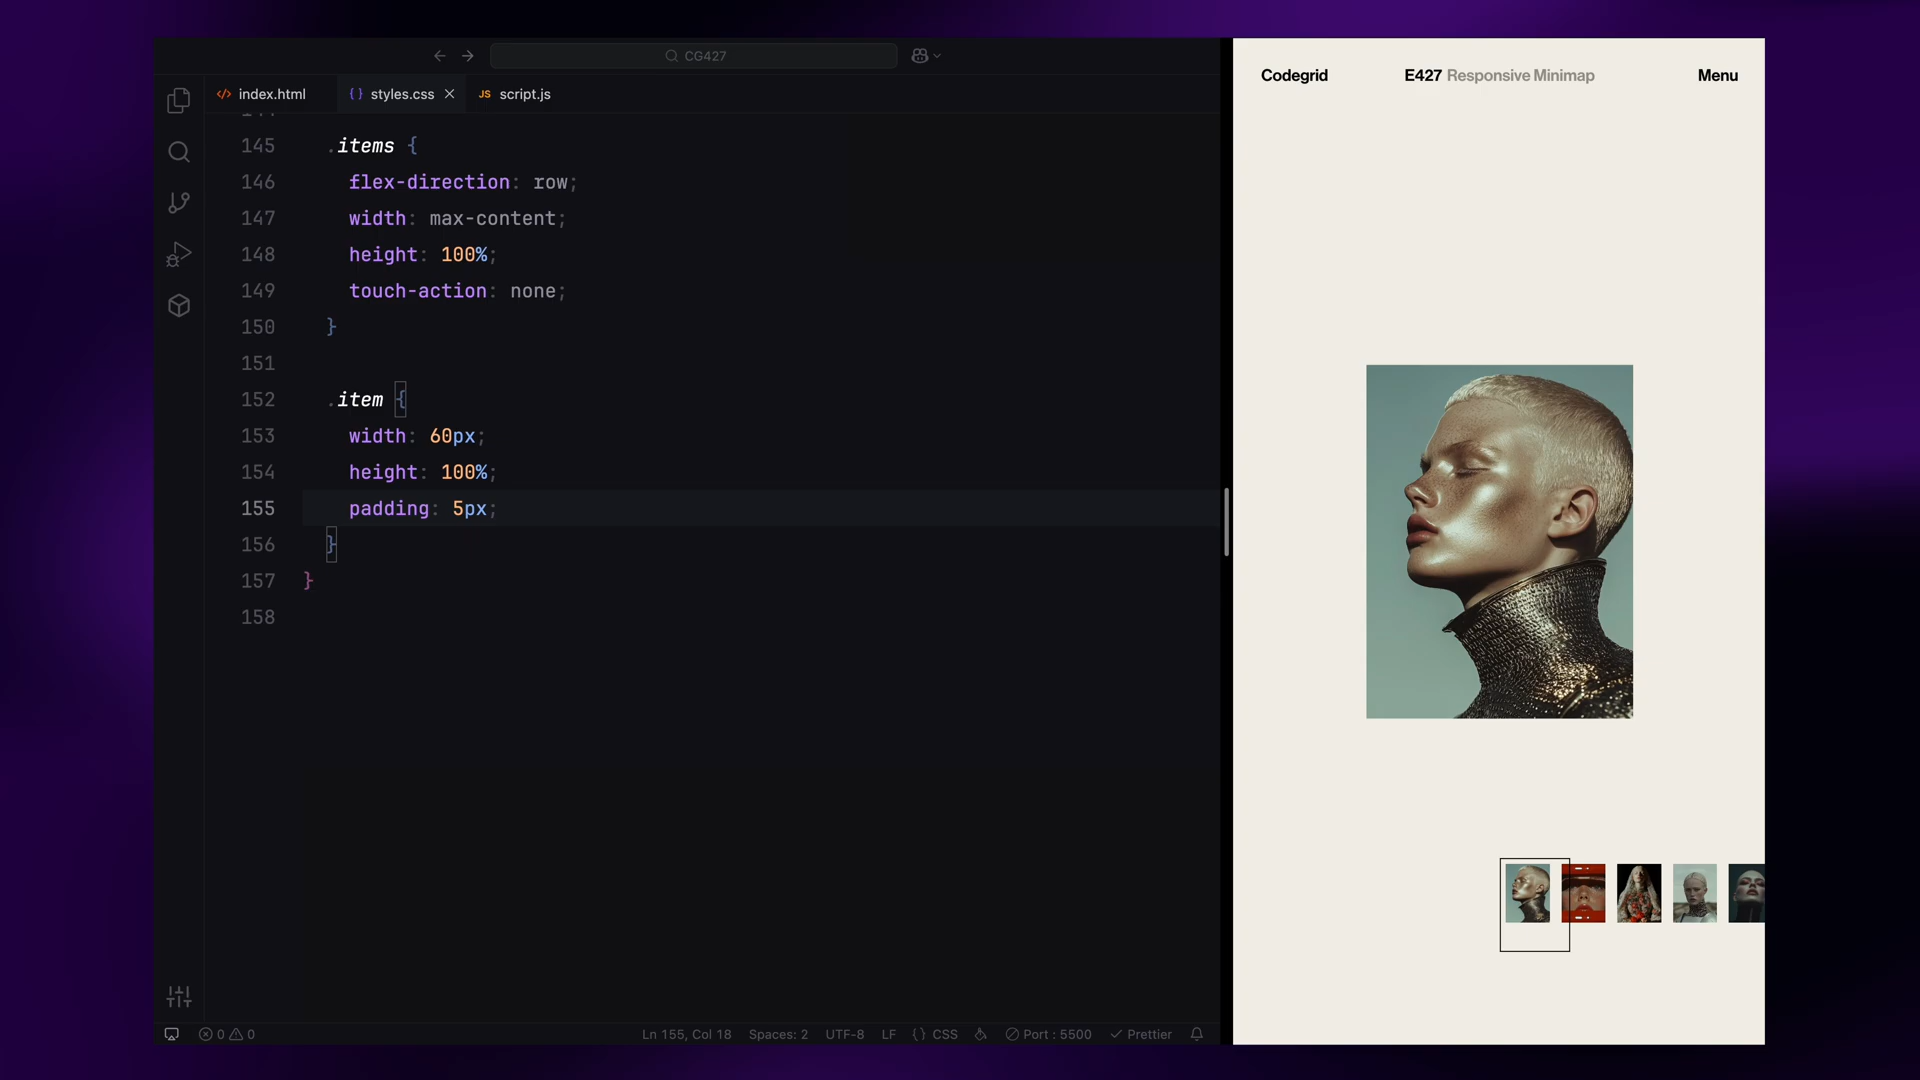 CG427
index.html
styles.css
JS script.js
145 .items {
146 flex-direction: row;
147 width: max-content;
148 height: 100%;
149 touch-action: none;
150 }
151
152 .item {
153 width: 60px;
154 height: 100%;
155 padding: 5px;
156 }
157 }
158
0 0
Ln 155, Col 18
Spaces: 2
UTF-8
LF
{} CSS
Port : 5500
Prettier
Codegrid
E427 Responsive Minimap
Menu